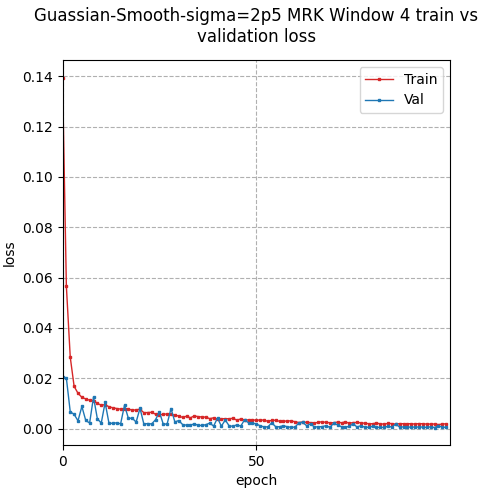 Guassian-Smooth-sigma=2p5 MRK Window 4 train vs
validation loss
Train
Val
0.14
0.12
0.10
0.08
0.06
0.04
0.02
0.00
loss
0
50
epoch